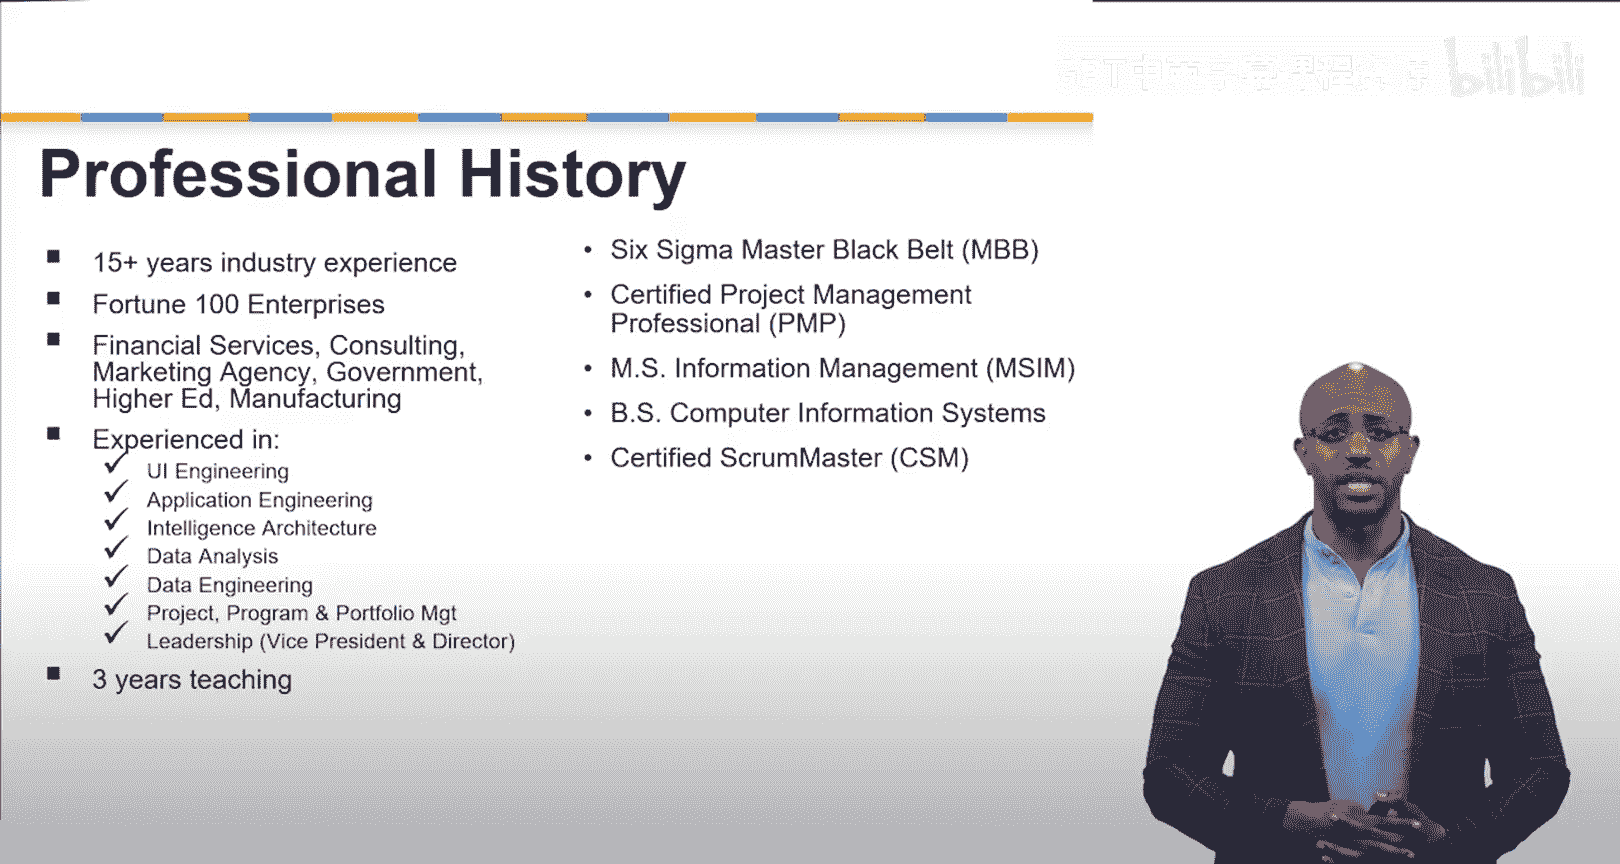 bilibili
Professional History
15+ years industry experience
Fortune 100 Enterprises
Financial Services, Consulting,
Marketing Agency, Government,
Higher Ed, Manufacturing
Experienced in:
UI Engineering
Application Engineering
Intelligence Architecture
Data Analysis
Data Engineering
Project, Program & Portfolio Mgt
Leadership (Vice President & Director)
3 years teaching
Six Sigma Master Black Belt (MBB)
Certified Project Management
Professional (PMP)
M.S. Information Management (MSIM)
B.S. Computer Information Systems
Certified ScrumMaster (CSM)